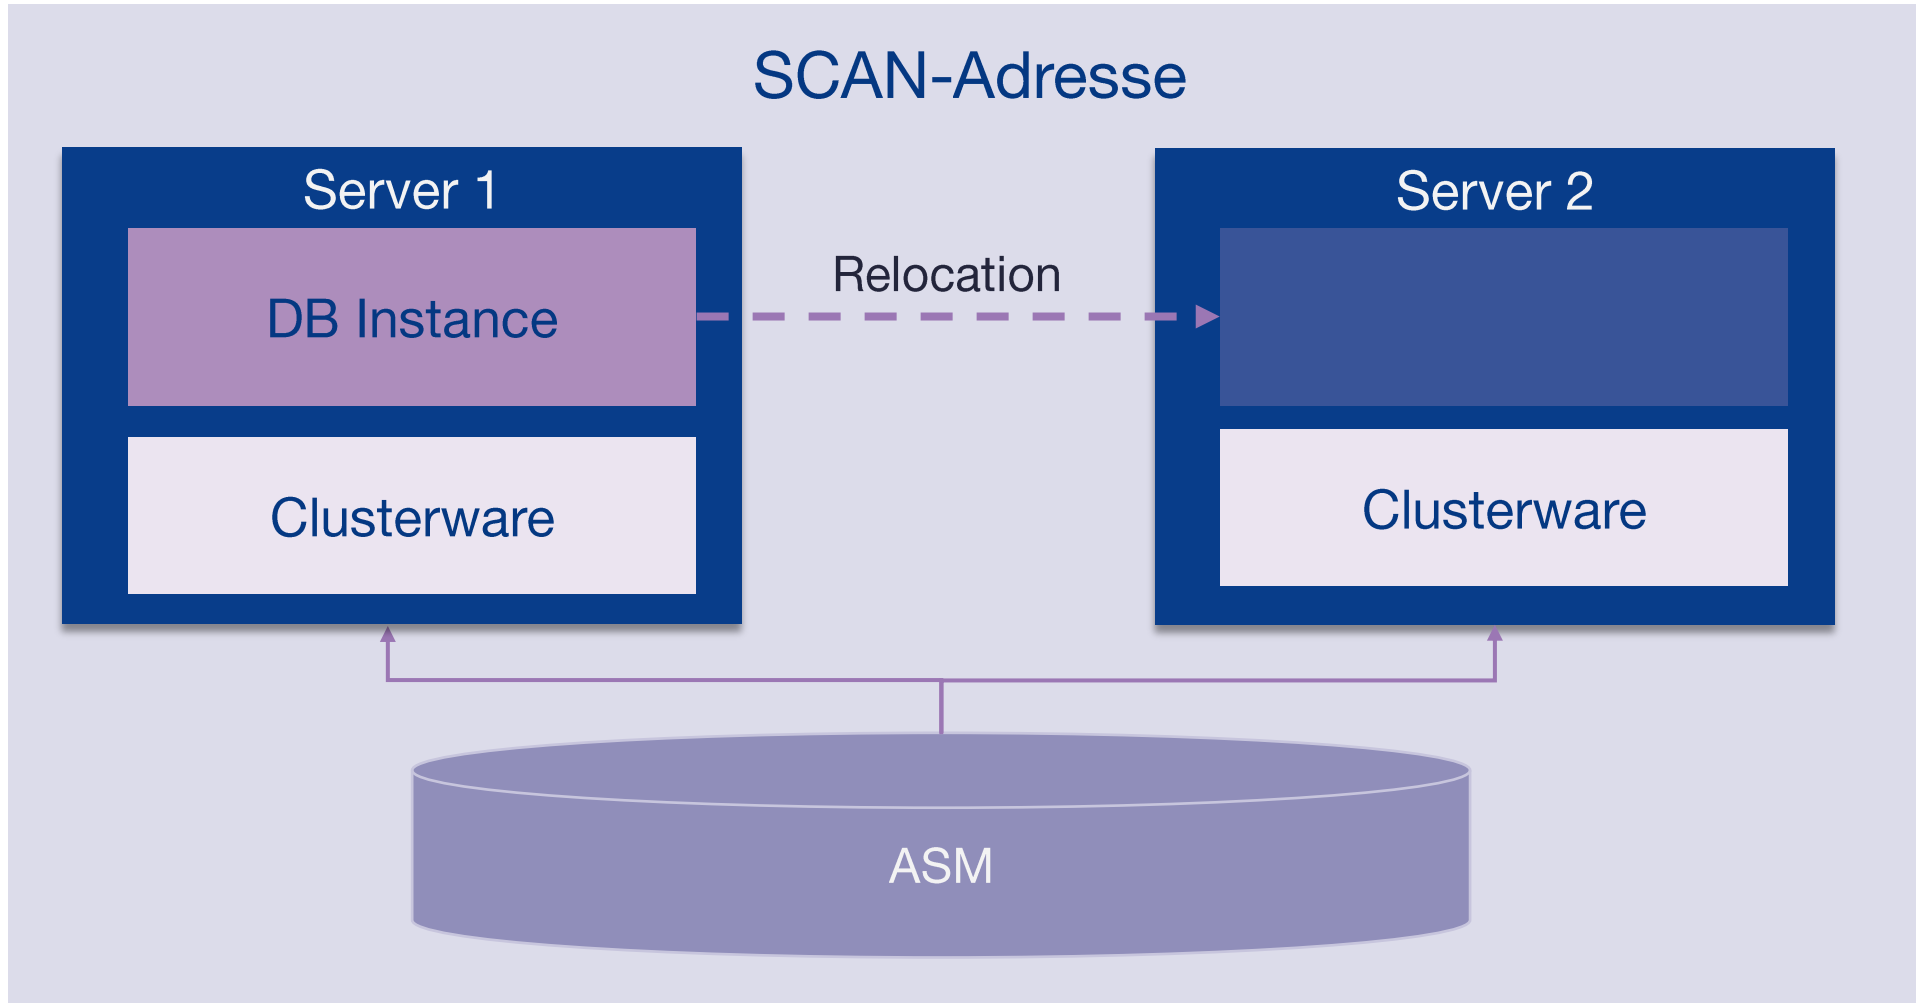 SCAN-Adresse
Server 1
Server 2
Relocation
DB Instance
Clusterware
Clusterware
ASM